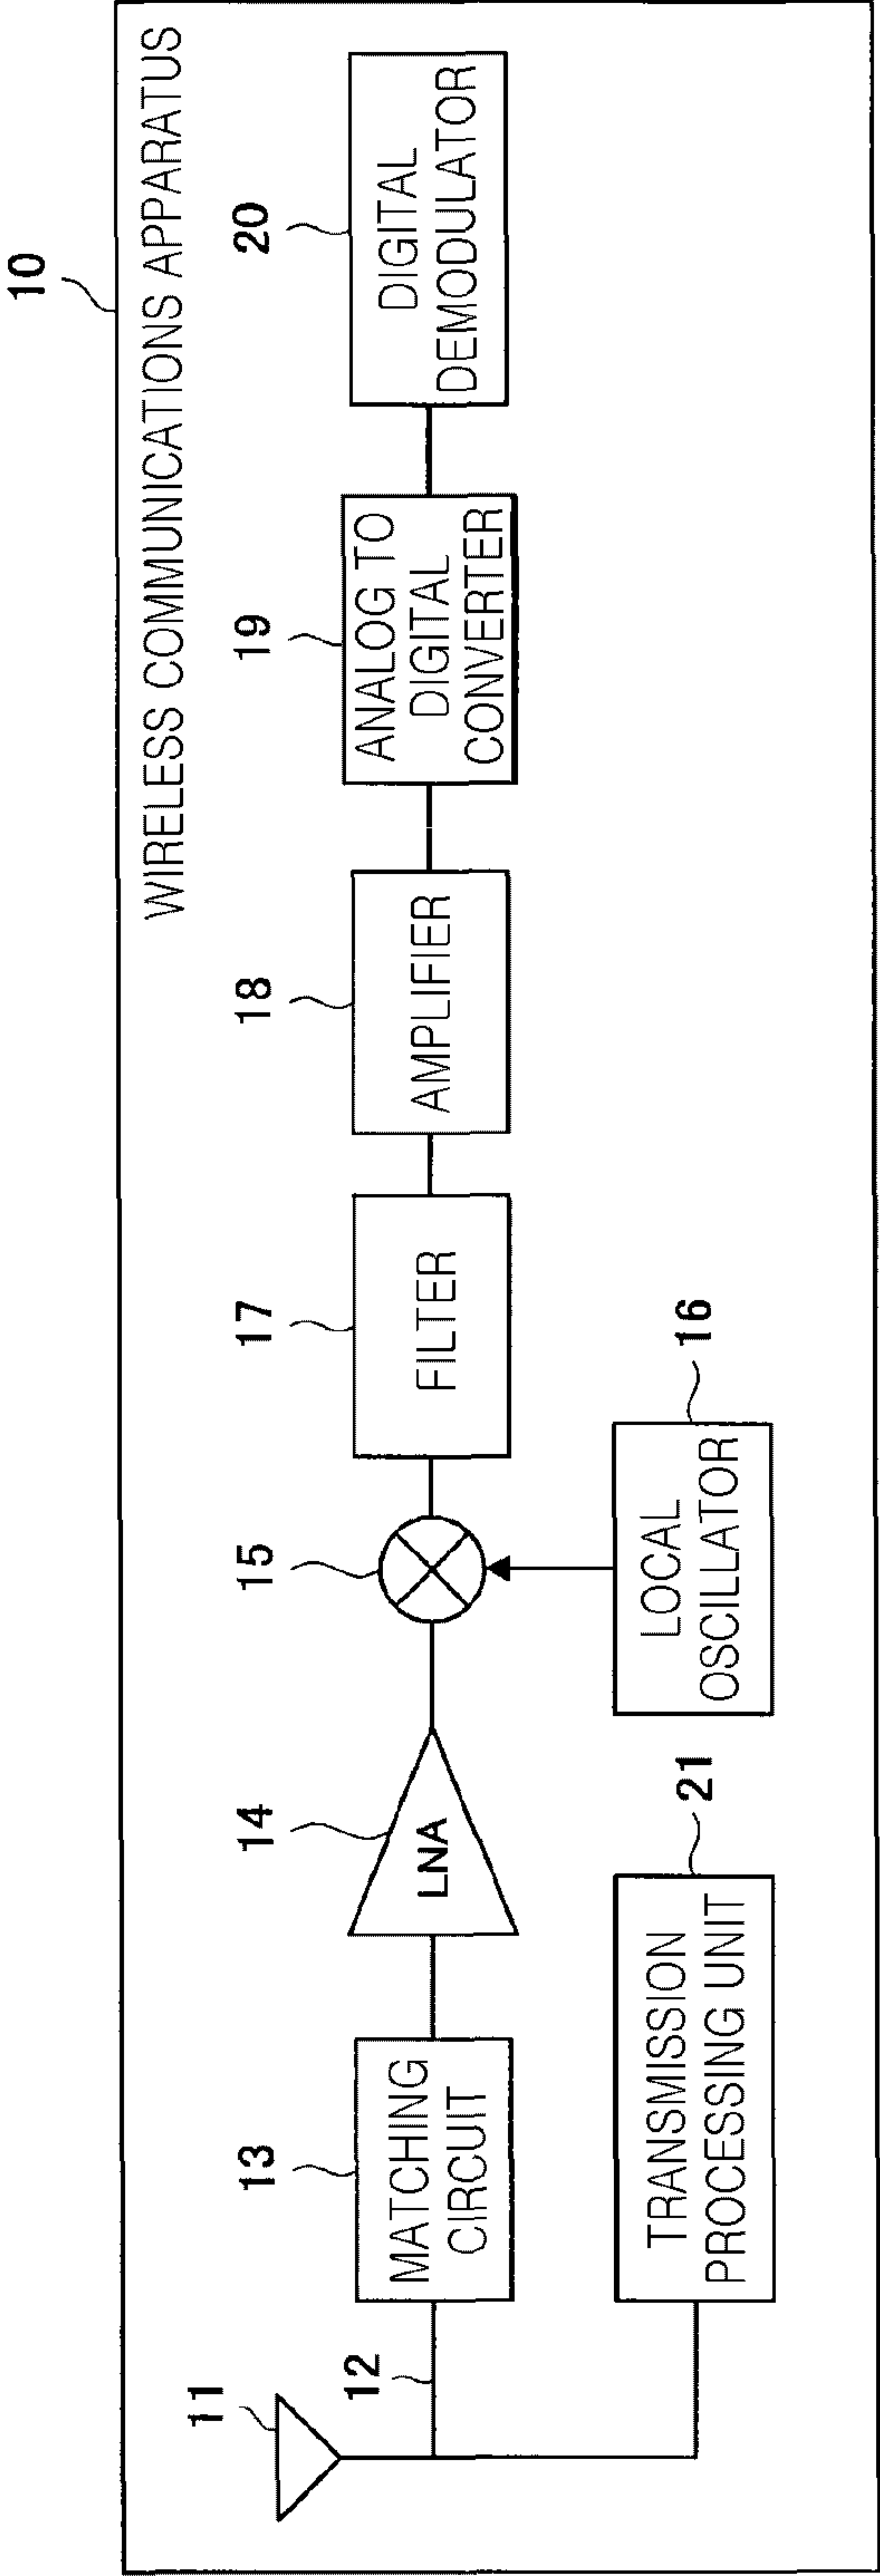 10
WIRELESS COMMUNICATIONS APPARATUS
11
12
13
MATCHING
CIRCUIT
14
LNA
15
17
FILTER
18
AMPLIFIER
19
ANALOG TO
DIGITAL
CONVERTER
20
DIGITAL
DEMODULATOR
21
TRANSMISSION
PROCESSING UNIT
16
LOCAL
OSCILLATOR